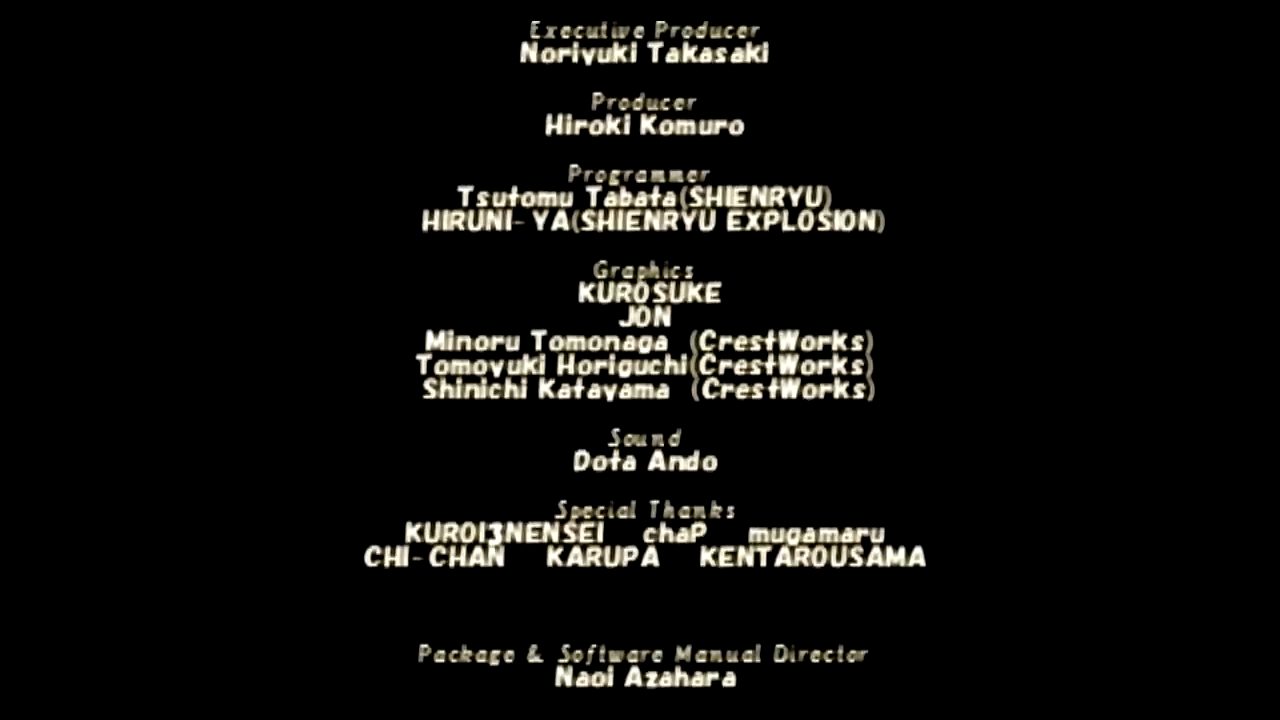 Executive Producer
Noriyuki Takasaki
Producer
Hiroki Komuro
Programmer
Tsutomu Tabata(SHIENRYU)
HIRUNI-YA(SHIENRYU EXPLOSION)
Graphics
KUROSUKE
JON
Minoru Tomonaga (CrestWorks)
Tomoyuki Horiguchi(CrestWorks)
Shinichi Katayama (CrestWorks)
Sound
Dota Ando
Special Thanks
KUROI3NENSEI chaP mugamaru
CHI-CHAN KARUPA KENTAROUSAMA
Package & Software Manual Director
Naoi Azahara